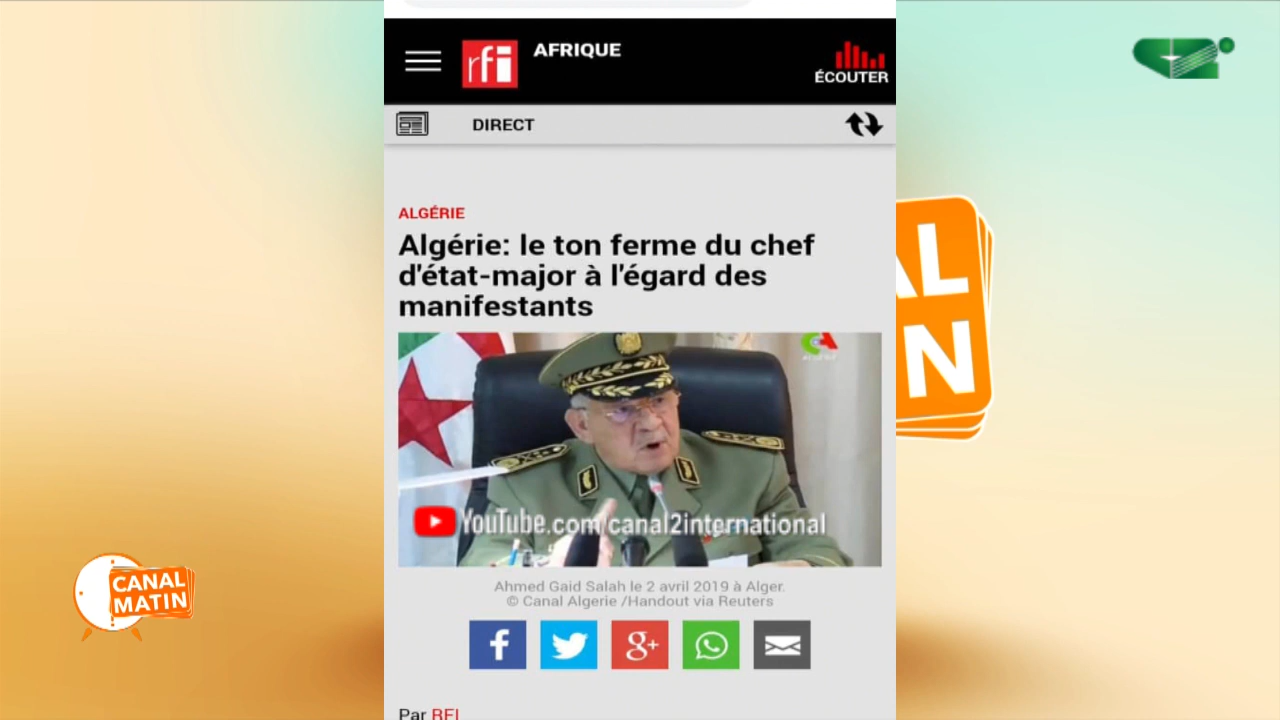 rfi
AFRIQUE
ÉCOUTER
DIRECT
ALGÉRIE
Algérie: le ton ferme du chef
d'état-major à l'égard des
manifestants
YouTube.com/canal2international
Ahmed Gaid Salah le 2 avril 2019 à Alger.
© Canal Algerie /Handout via Reuters
Par RFI
CANAL
MATIN
AL
N